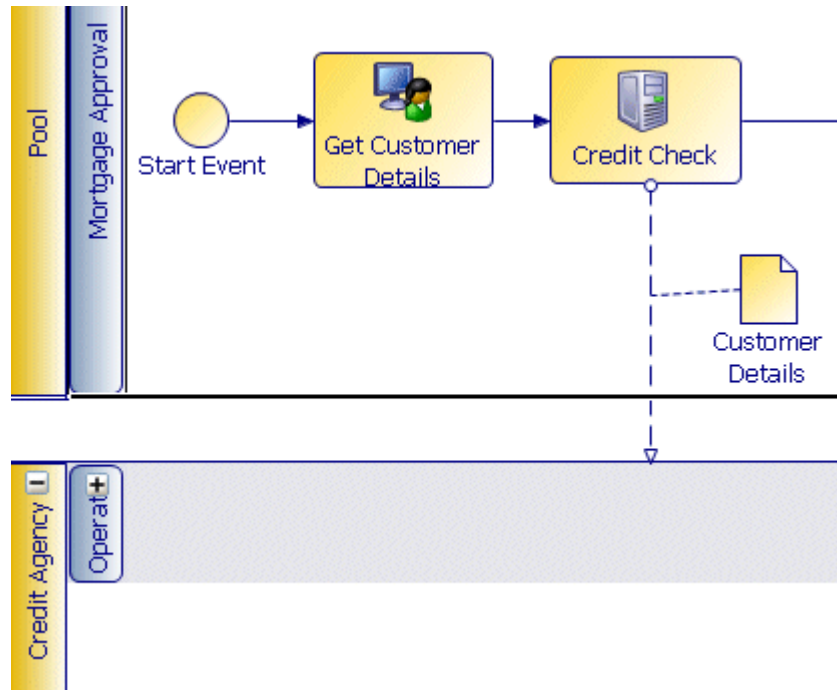 Pool
Mortgage Approval
Start Event
Get Customer
Details
Credit Check
Customer
Details
Credit Agency
Operat